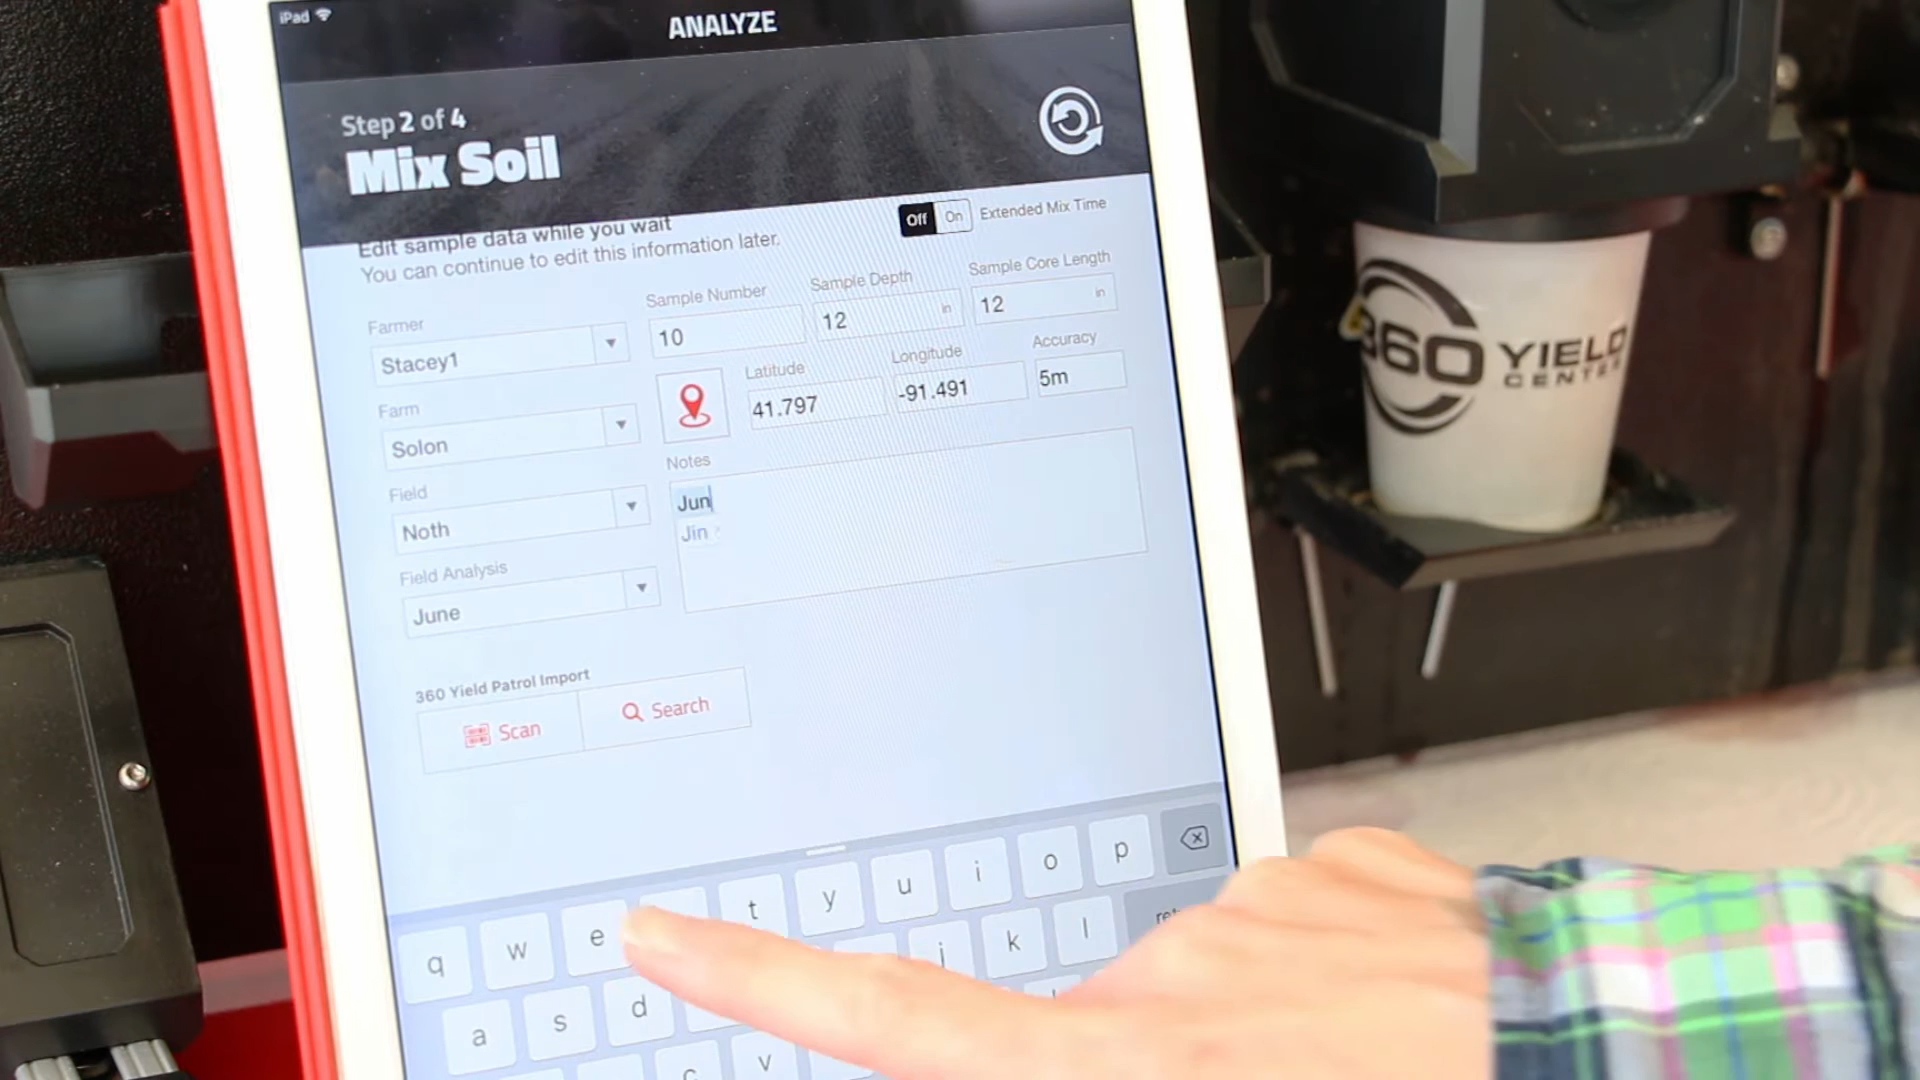 iPad
ANALYZE
Step 2 of 4
Mix Soil
Edit sample data while you wait
You can continue to edit this information later.
Off On Extended Mix Time
Farmer
Stacey1
Sample Number
10
Sample Depth
12 in
Sample Core Length
12 in
Farm
Solon
Latitude
41.797
Longitude
-91.491
Accuracy
5m
Field
Noth
Notes
Jun
Jin
Field Analysis
June
360 Yield Patrol Import
Scan
Search
q w e t y u i o p
a s d j k l
c v
360 YIELD
CENTER